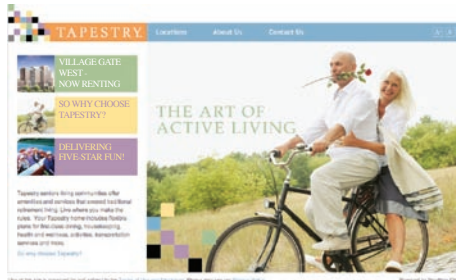 TAPESTRY
Locations About Us Contact Us
VILLAGE GATE
WEST -
NOW RENTING
SO WHY CHOOSE
TAPESTRY?
DELIVERING
FIVE-STAR FUN!
THE ART OF
ACTIVE LIVING
Tapestry seniors living communities offer
amenities and services that exceed traditional
retirement living. Live where you make the
rules. Your Tapestry home includes flexible
plans for fine class dining, housekeeping,
health and wellness, activities, transportation
services and more.
So why choose Tapestry?